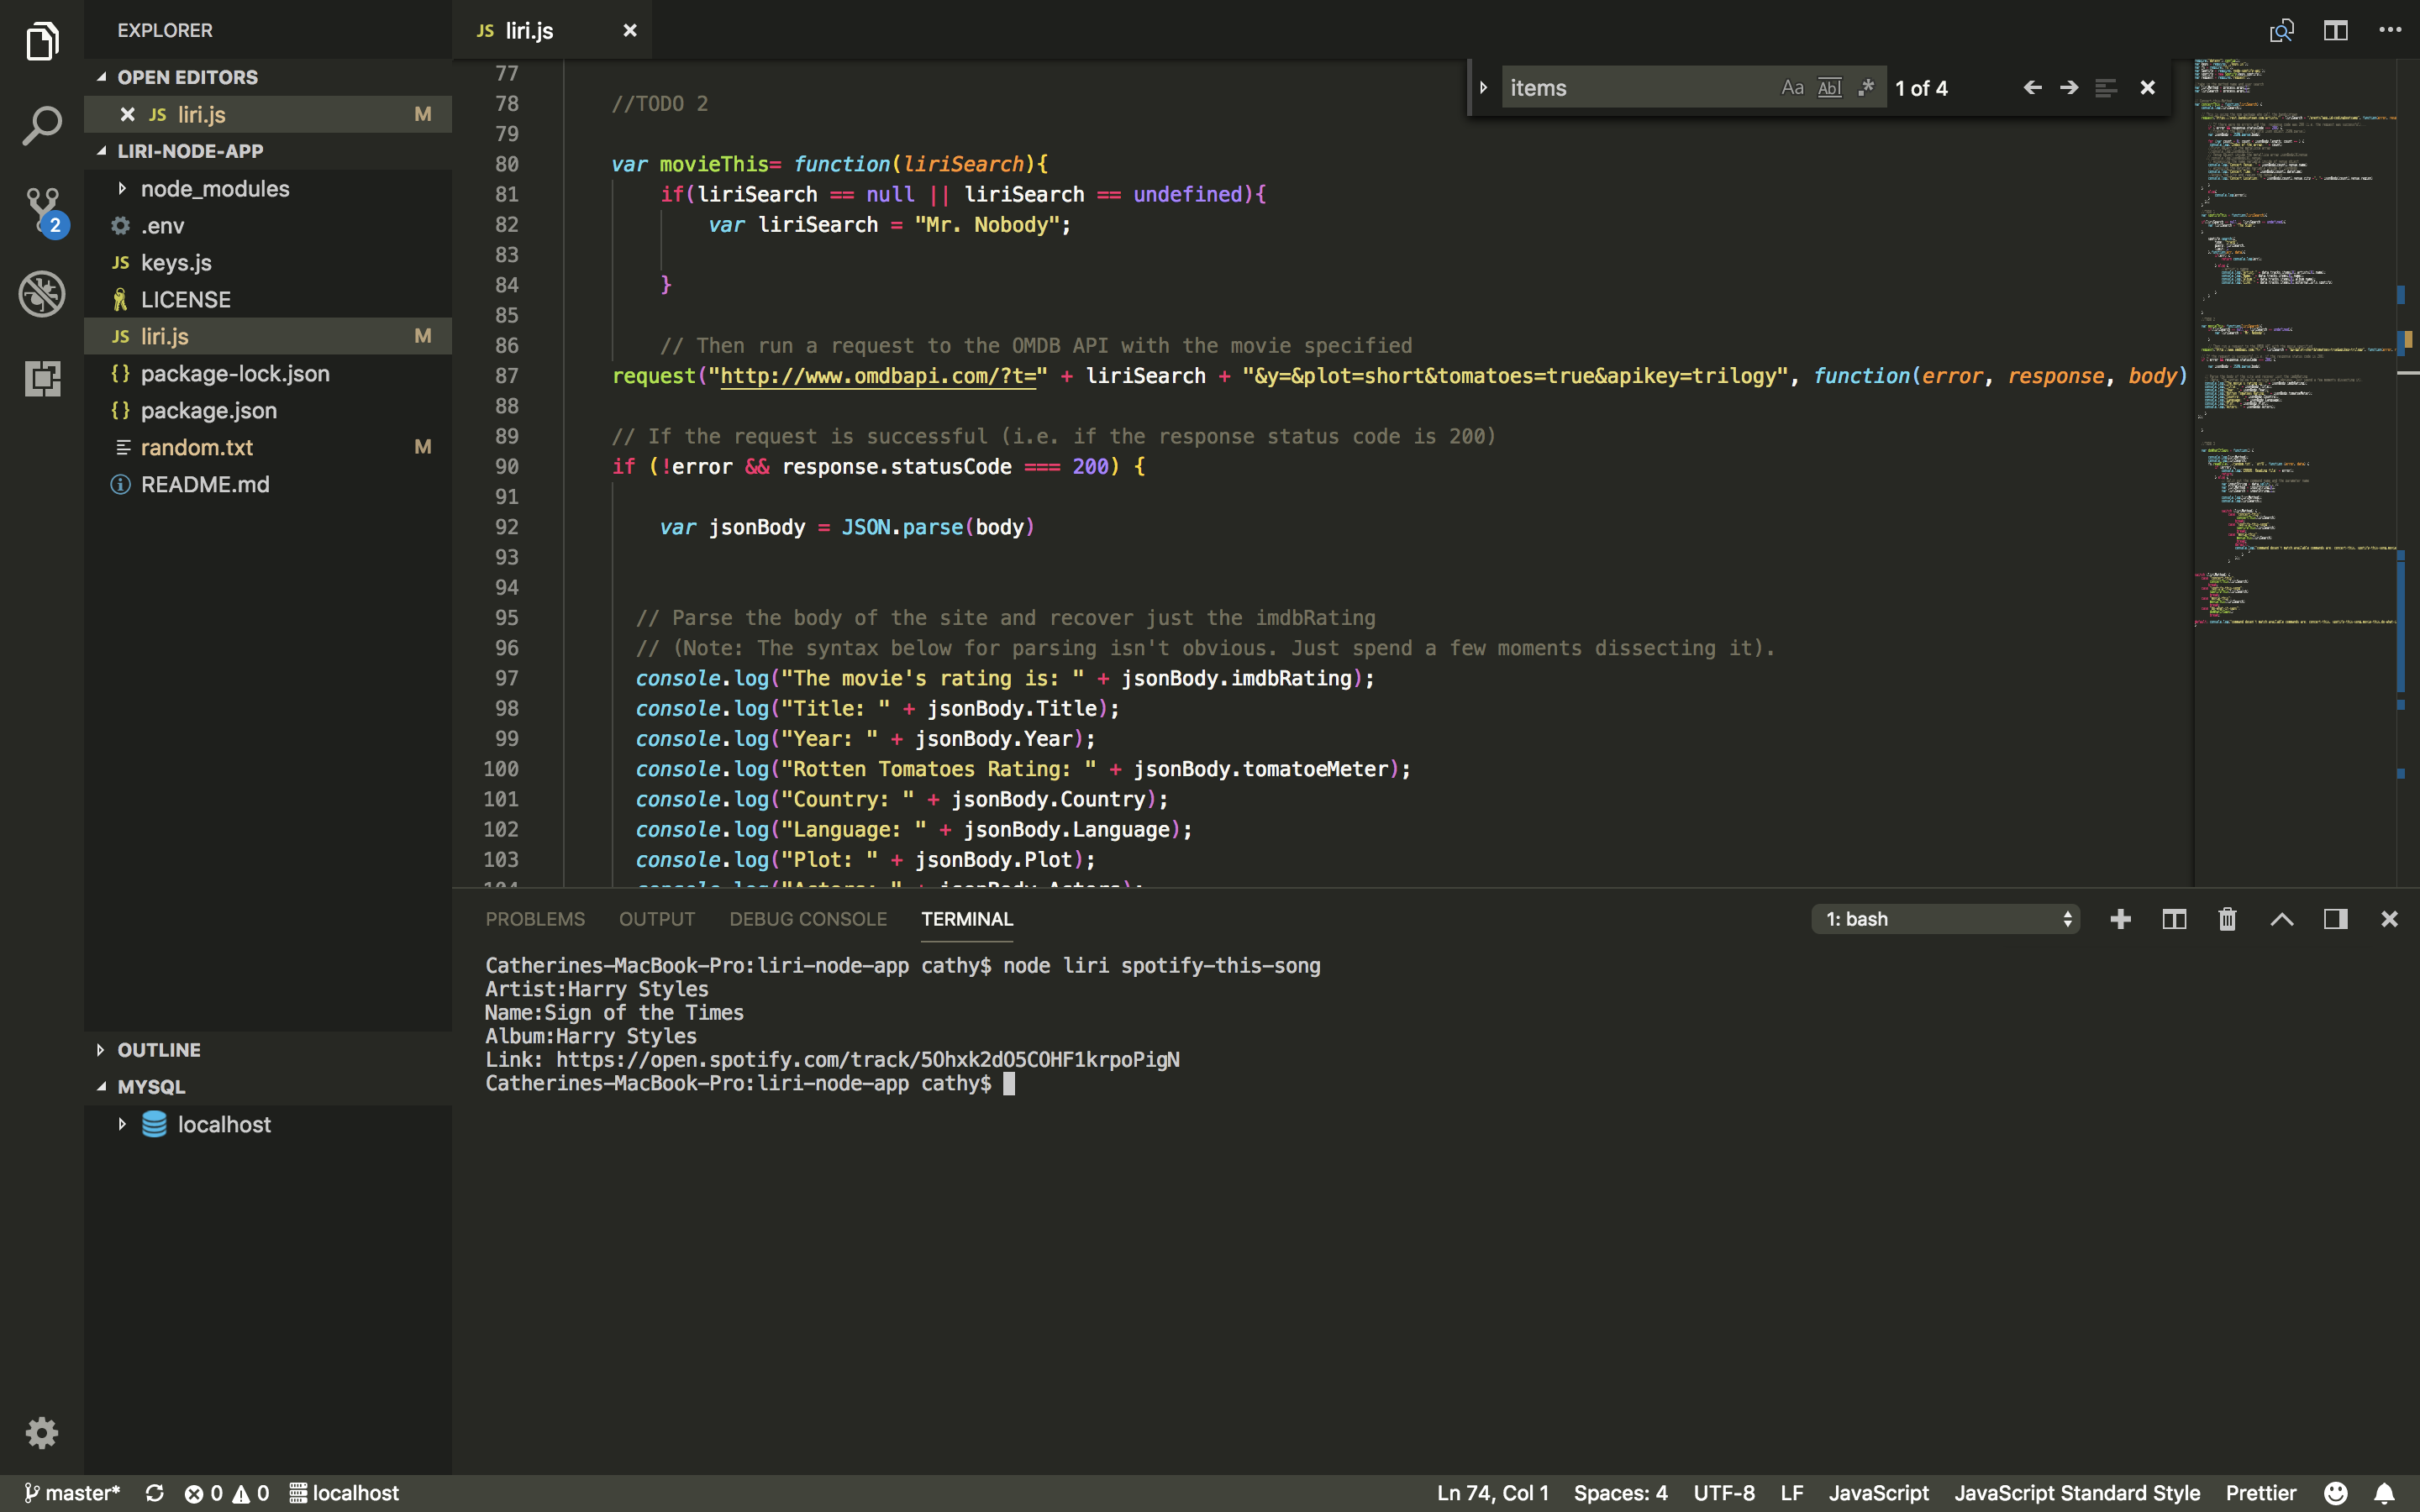 EXPLORER
OPEN EDITORS
JS liri.js M
LIRI-NODE-APP
node_modules
.env
JS keys.js
LICENSE
JS liri.js M
{} package-lock.json
{} package.json
random.txt M
README.md
OUTLINE
MYSQL
localhost
2
JS liri.js
items Aa Abl .* 1 of 4
77
78 //TODO 2
79
80 var movieThis= function(liriSearch){
81 if(liriSearch == null || liriSearch == undefined){
82 var liriSearch = "Mr. Nobody";
83
84 }
85
86 // Then run a request to the OMDB API with the movie specified
87 request("http://www.omdbapi.com/?t=" + liriSearch + "&y=&plot=short&tomatoes=true&apikey=trilogy", function(error, response, body)
88
89 // If the request is successful (i.e. if the response status code is 200)
90 if (!error && response.statusCode === 200) {
91
92 var jsonBody = JSON.parse(body)
93
94
95 // Parse the body of the site and recover just the imdbRating
96 // (Note: The syntax below for parsing isn't obvious. Just spend a few moments dissecting it).
97 console.log("The movie's rating is: " + jsonBody.imdbRating);
98 console.log("Title: " + jsonBody.Title);
99 console.log("Year: " + jsonBody.Year);
100 console.log("Rotten Tomatoes Rating: " + jsonBody.tomatoeMeter);
101 console.log("Country: " + jsonBody.Country);
102 console.log("Language: " + jsonBody.Language);
103 console.log("Plot: " + jsonBody.Plot);
104 console.log("Actors: " + jsonBody.Actors);
PROBLEMS OUTPUT DEBUG CONSOLE TERMINAL 1: bash
Catherines-MacBook-Pro:liri-node-app cathy$ node liri spotify-this-song
Artist:Harry Styles
Name:Sign of the Times
Album:Harry Styles
Link: https://open.spotify.com/track/5Ohxk2dO5COHF1krpoPigN
Catherines-MacBook-Pro:liri-node-app cathy$
master* 0 0 localhost Ln 74, Col 1 Spaces: 4 UTF-8 LF JavaScript JavaScript Standard Style Prettier